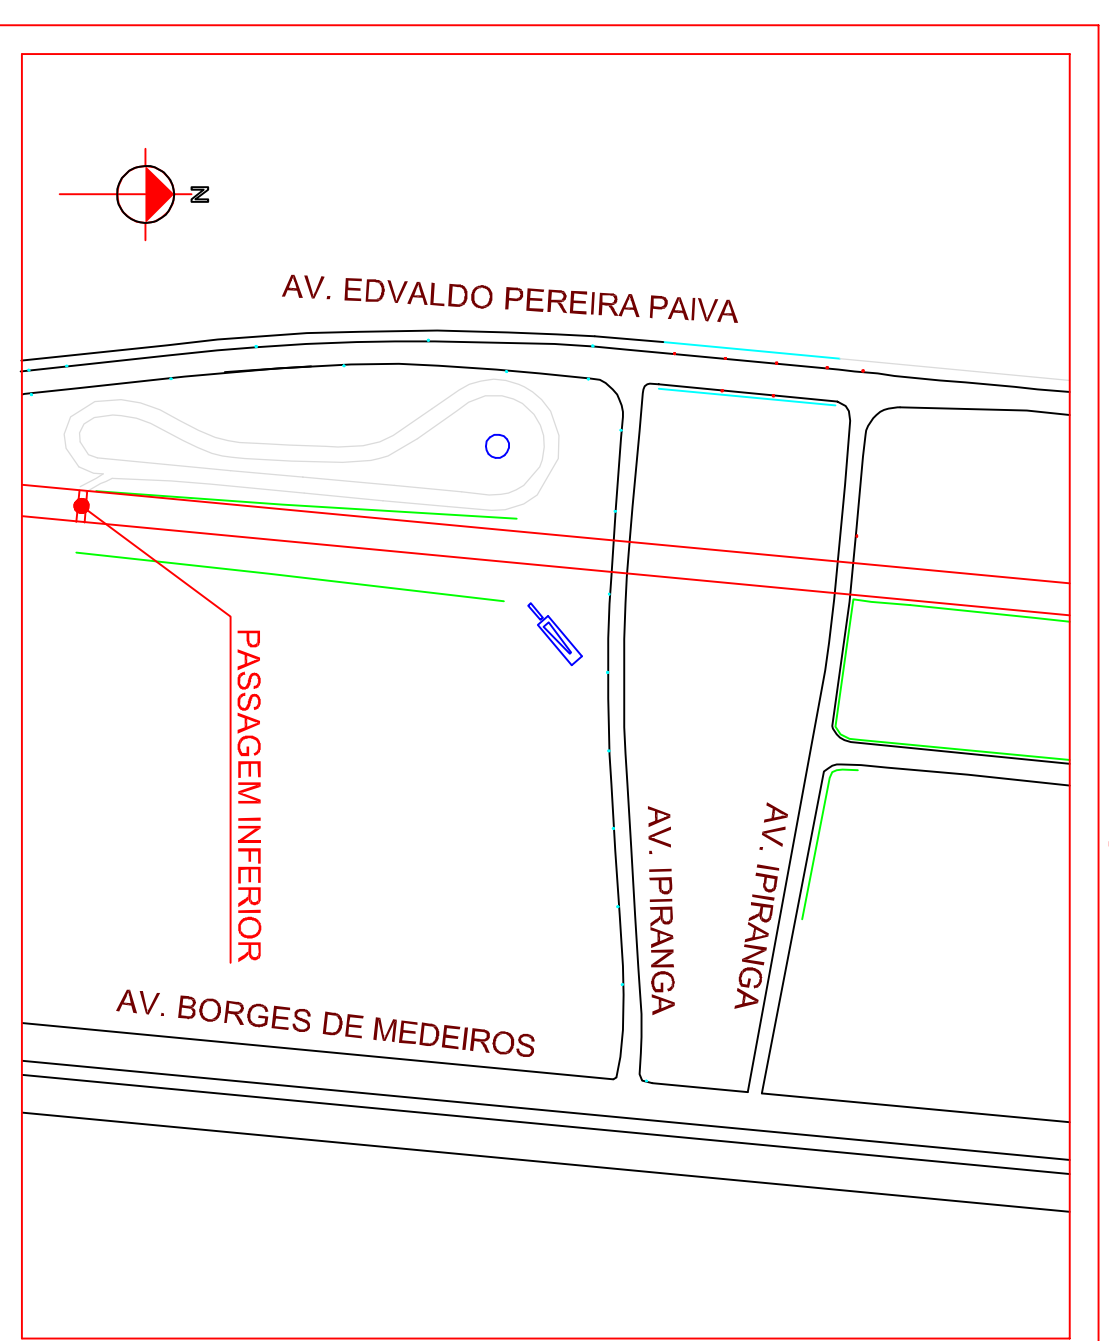 N
AV. EDVALDO PEREIRA PAIVA
PASSAGEM INFERIOR
AV. IPIRANGA
AV. IPIRANGA
AV. BORGES DE MEDEIROS